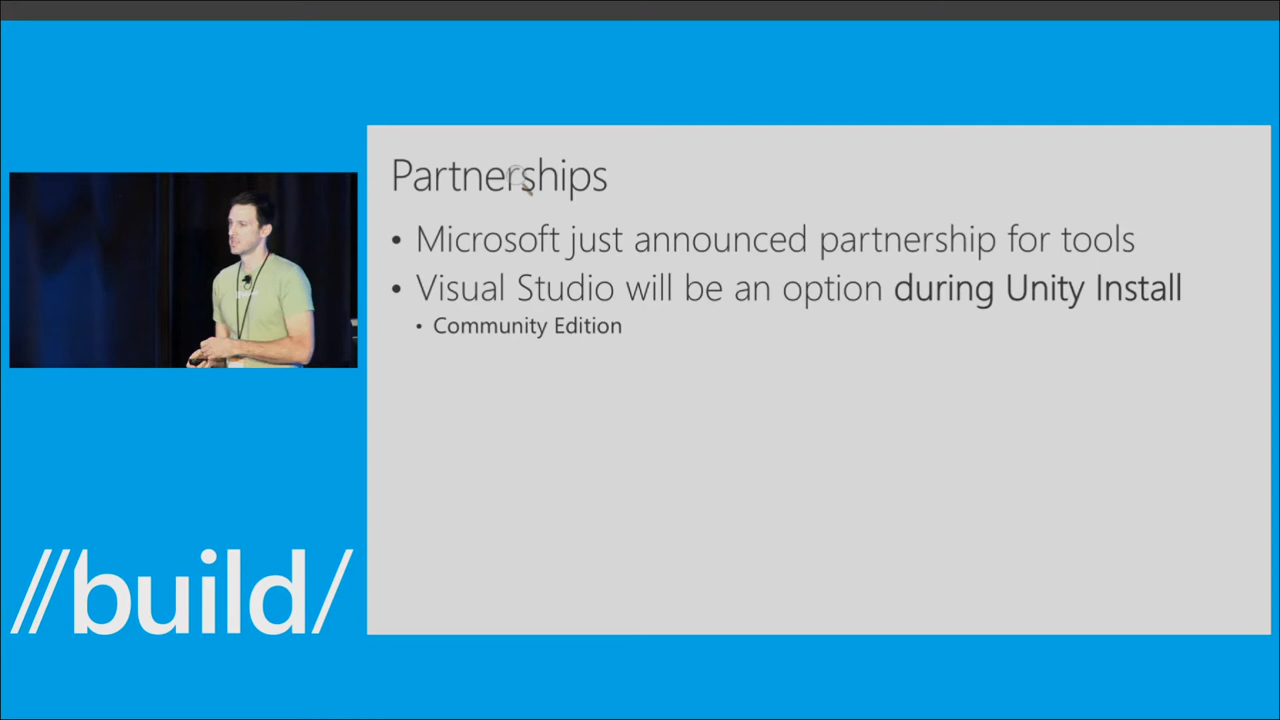 Partnerships
• Microsoft just announced partnership for tools
• Visual Studio will be an option during Unity Install
• Community Edition
//build/